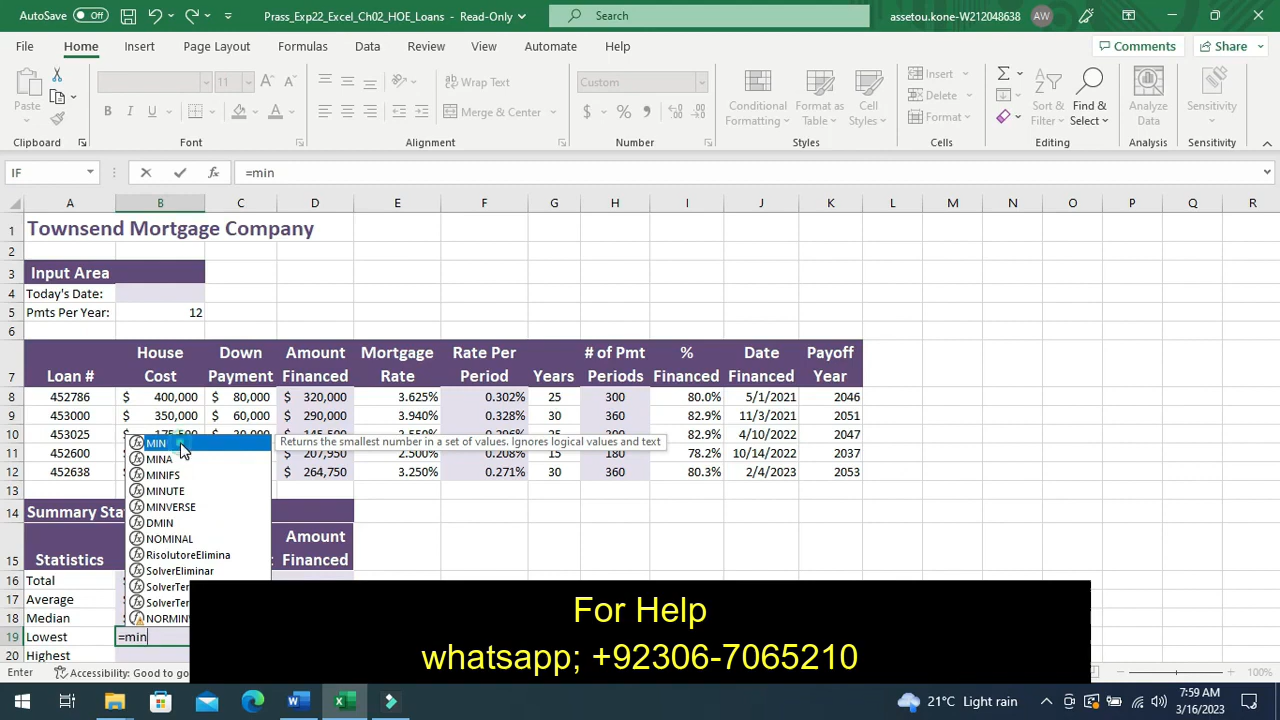 AutoSave Off Prass_Exp22_Excel_Ch02_HOE_Loans - Read-Only Search assetou.kone-W212048638 AW
File Home Insert Page Layout Formulas Data Review View Automate Help Comments Share
Paste 11 Wrap Text Custom Conditional Formatting Format as Table Cell Styles Insert Delete Format Sort & Filter Find & Select Analyze Data Sensitivity
B I U A Merge & Center $ %
Clipboard Font Alignment Number Styles Cells Editing Analysis Sensitivity
IF fx =min
A B C D E F G H I J K L M N O P Q R
1 Townsend Mortgage Company
2
3 Input Area
4 Today's Date:
5 Pmts Per Year: 12
6
House Down Amount Mortgage Rate Per # of Pmt % Date Payoff
7 Loan # Cost Payment Financed Rate Period Years Periods Financed Financed Year
8 452786 $ 400,000 $ 80,000 $ 320,000 3.625% 0.302% 25 300 80.0% 5/1/2021 2046
9 453000 $ 350,000 $ 60,000 $ 290,000 3.940% 0.328% 30 360 82.9% 11/3/2021 2051
10 453025 25 300 82.9% 4/10/2022 2037
MIN Returns the smallest number in a set of values. Ignores logical values and text
11 452600 MINA 207,950 2.500% 0.208% 15 180 78.2% 10/14/2022 2037
12 452638 MINIFS $ 264,750 3.250% 0.271% 30 360 80.3% 2/4/2023 2053
13 MINUTE
14 Summary Sta MINVERSE
DMIN
Amount
NOMINAL
15 Statistics RisolutoreElimina Financed
SolverEliminar
16 Total SolverTer
17 Average SolverTer
18 Median NORMIN
19 Lowest =min
20 Highest
For Help
whatsapp; +92306-7065210
Enter Accessibility: Good to go 100%
21°C Light rain 7:59 AM
3/16/2023